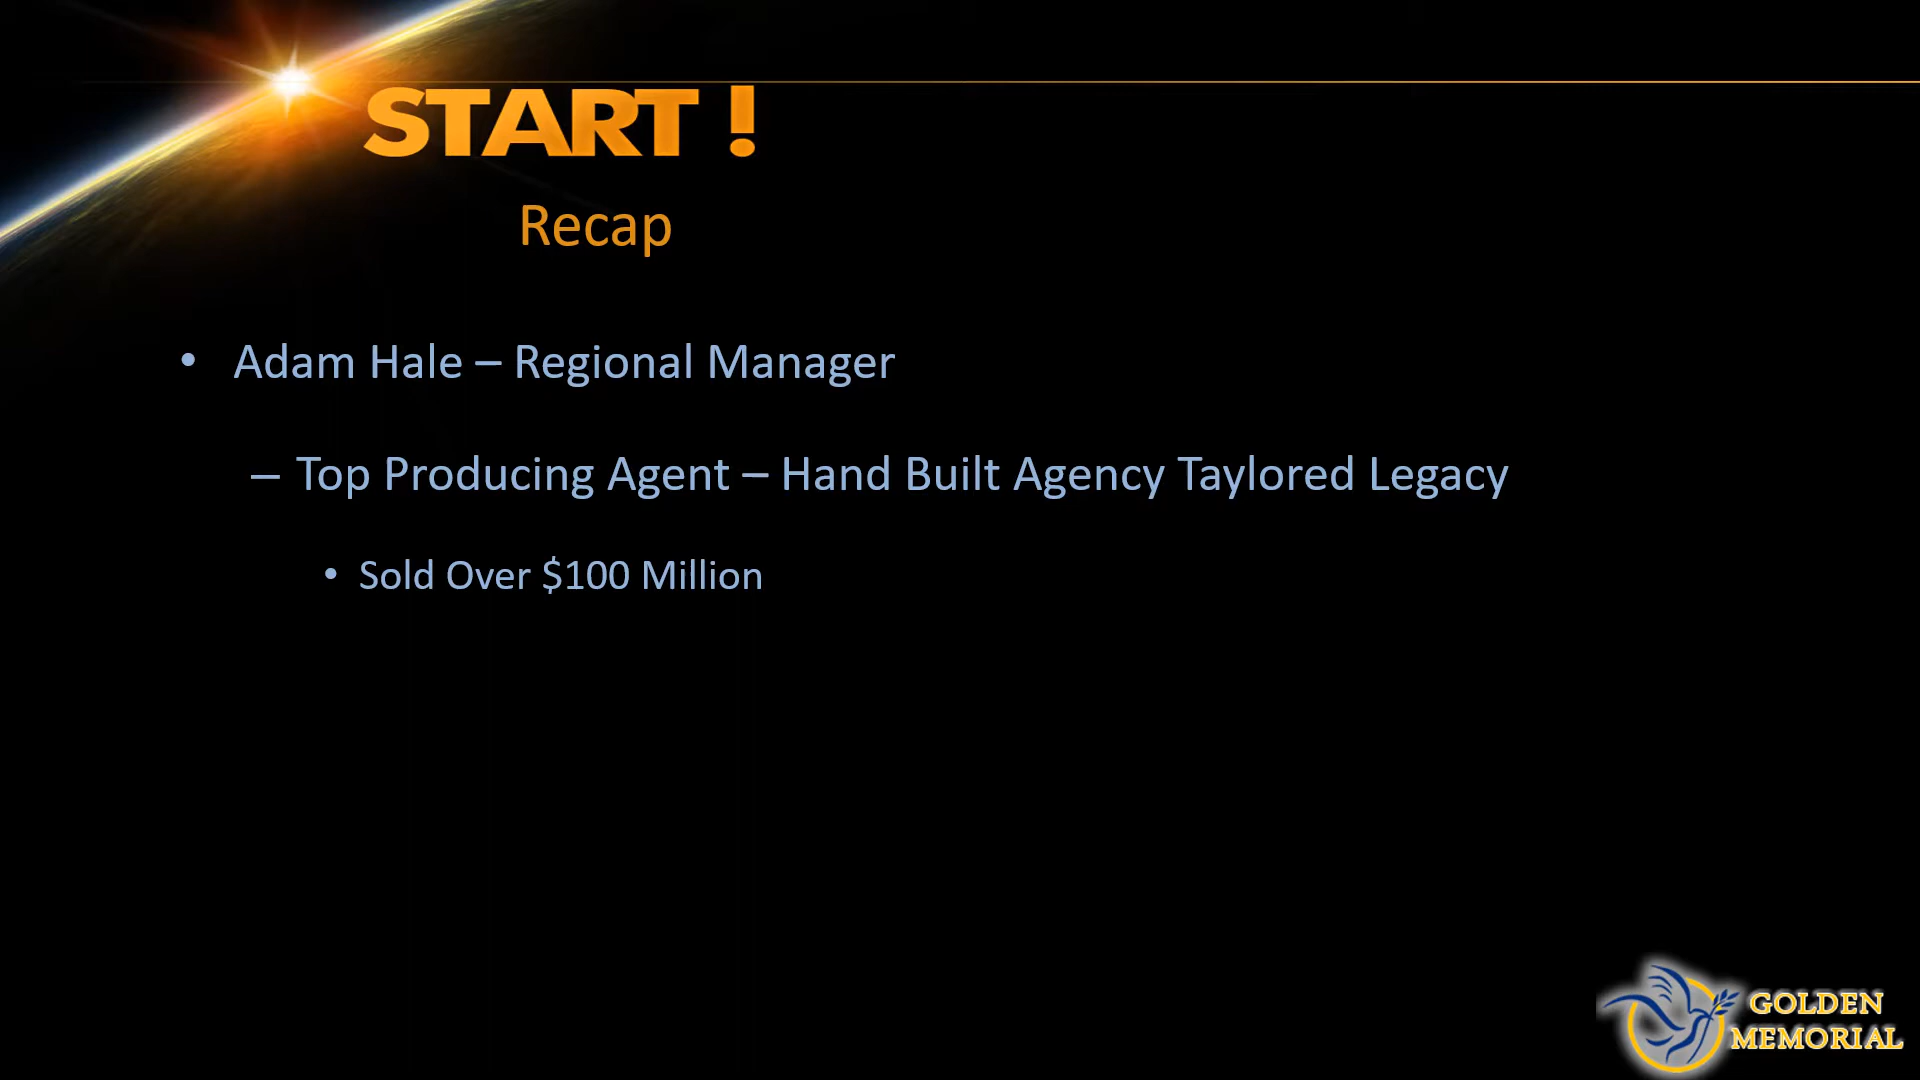 START !
Recap
• Adam Hale – Regional Manager
– Top Producing Agent – Hand Built Agency Taylored Legacy
• Sold Over $100 Million
GOLDEN
MEMORIAL